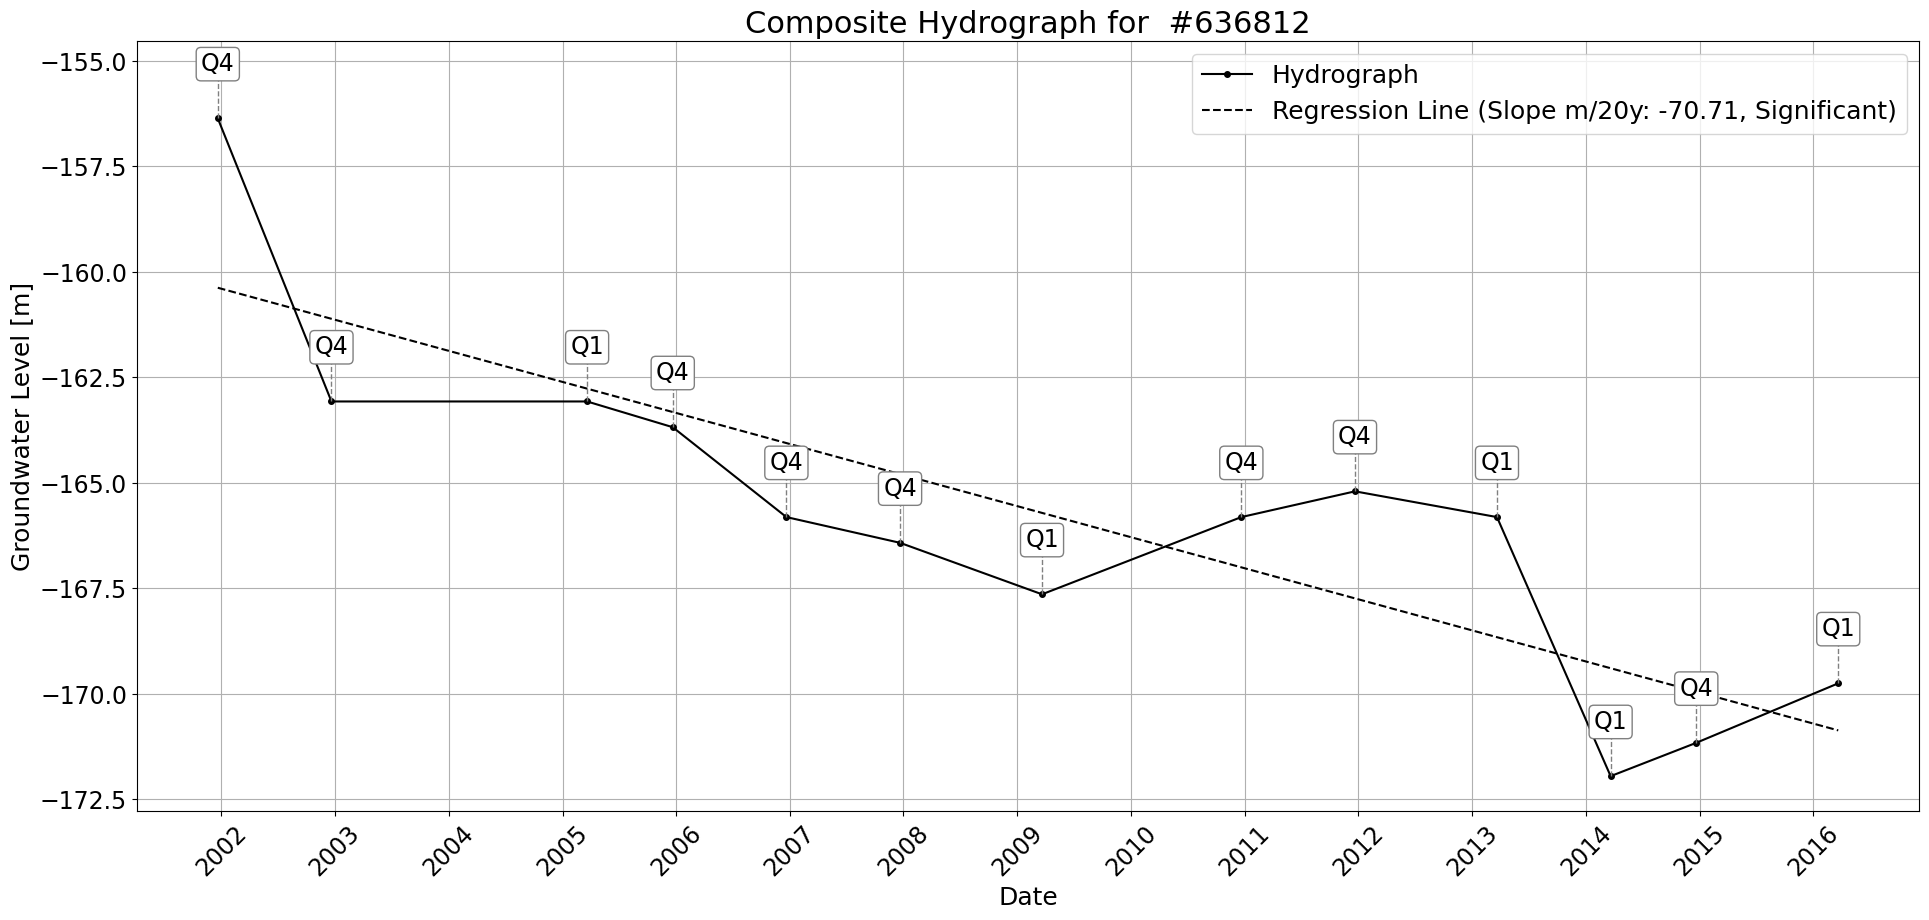 Composite Hydrograph for  #636812
Hydrograph
Regression Line (Slope m/20y: -70.71, Significant)
Groundwater Level [m]
−155.0
−157.5
−160.0
−162.5
−165.0
−167.5
−170.0
−172.5
Q4
Q4
Q1
Q4
Q4
Q4
Q1
Q4
Q4
Q1
Q1
Q4
Q1
2002
2003
2004
2005
2006
2007
2008
2009
2010
2011
2012
2013
2014
2015
2016
Date